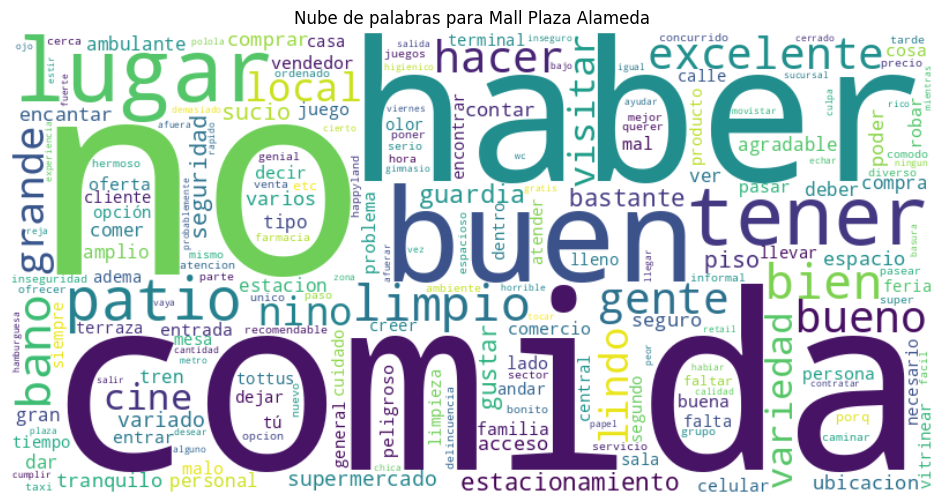 Nube de palabras para Mall Plaza Alameda
no
haber
comida
buen
lugar
tener
patio
limpio
gente
bien
bueno
hacer
excelente
visitar
local
grande
nino
lindo
cine
bano
variedad
sucio
seguridad
guardia
bastante
piso
estacionamiento
supermercado
ubicacion
tranquilo
personal
ambulante
comprar
casa
vendedor
encantar
juego
terminal
juegos
contar
encontrar
olor
poner
serio
hora
gimnasio
higienico
salida
cerca
ojo
polola
estir
fuerte
ordenado
demasiado
afuera
rapido
cierto
viernes
bajo
inseguro
mejor
querer
mal
wc
igual
ayudar
concurrido
cerrado
calle
sucursal
producto
movistar
agradable
culpa
echar
tarde
cosa
precio
poder
robar
rico
mientras
comodo
ningun
diverso
ver
pasar
deber
compra
experiencia
hermoso
oferta
cliente
opción
comer
amplio
reja
probablemente
decir
varios
tipo
genial
venta
etc
farmacia
happyland
problema
afuerar
vez
espacioso
dentro
atender
gratis
lleno
llegar
llevar
espacio
basura
informal
pasear
feria
super
inseguridad
ofrecer
adema
mismo
atencion
parte
estacion
zona
vaya
unico
paso
ambiente
horrible
tocar
creer
comercio
seguro
retail
hamburguesa
siempre
terraza
entrada
mesa
recomendable
cantidad
metro
salir
tren
variado
entrar
desear
alguno
tottus
dejar
tú
opcion
nuevo
general
cuidado
peligroso
limpieza
delincuencia
gustar
lado
sector
andar
bonito
familia
acceso
central
papel
servicio
segundo
sala
peor
habiar
faltar
calidad
buena
falta
grupo
celular
persona
contratar
porq
caminar
necesario
facil
vitrinear
gran
plaza
tiempo
dar
cumplir
taxi
malo
chica